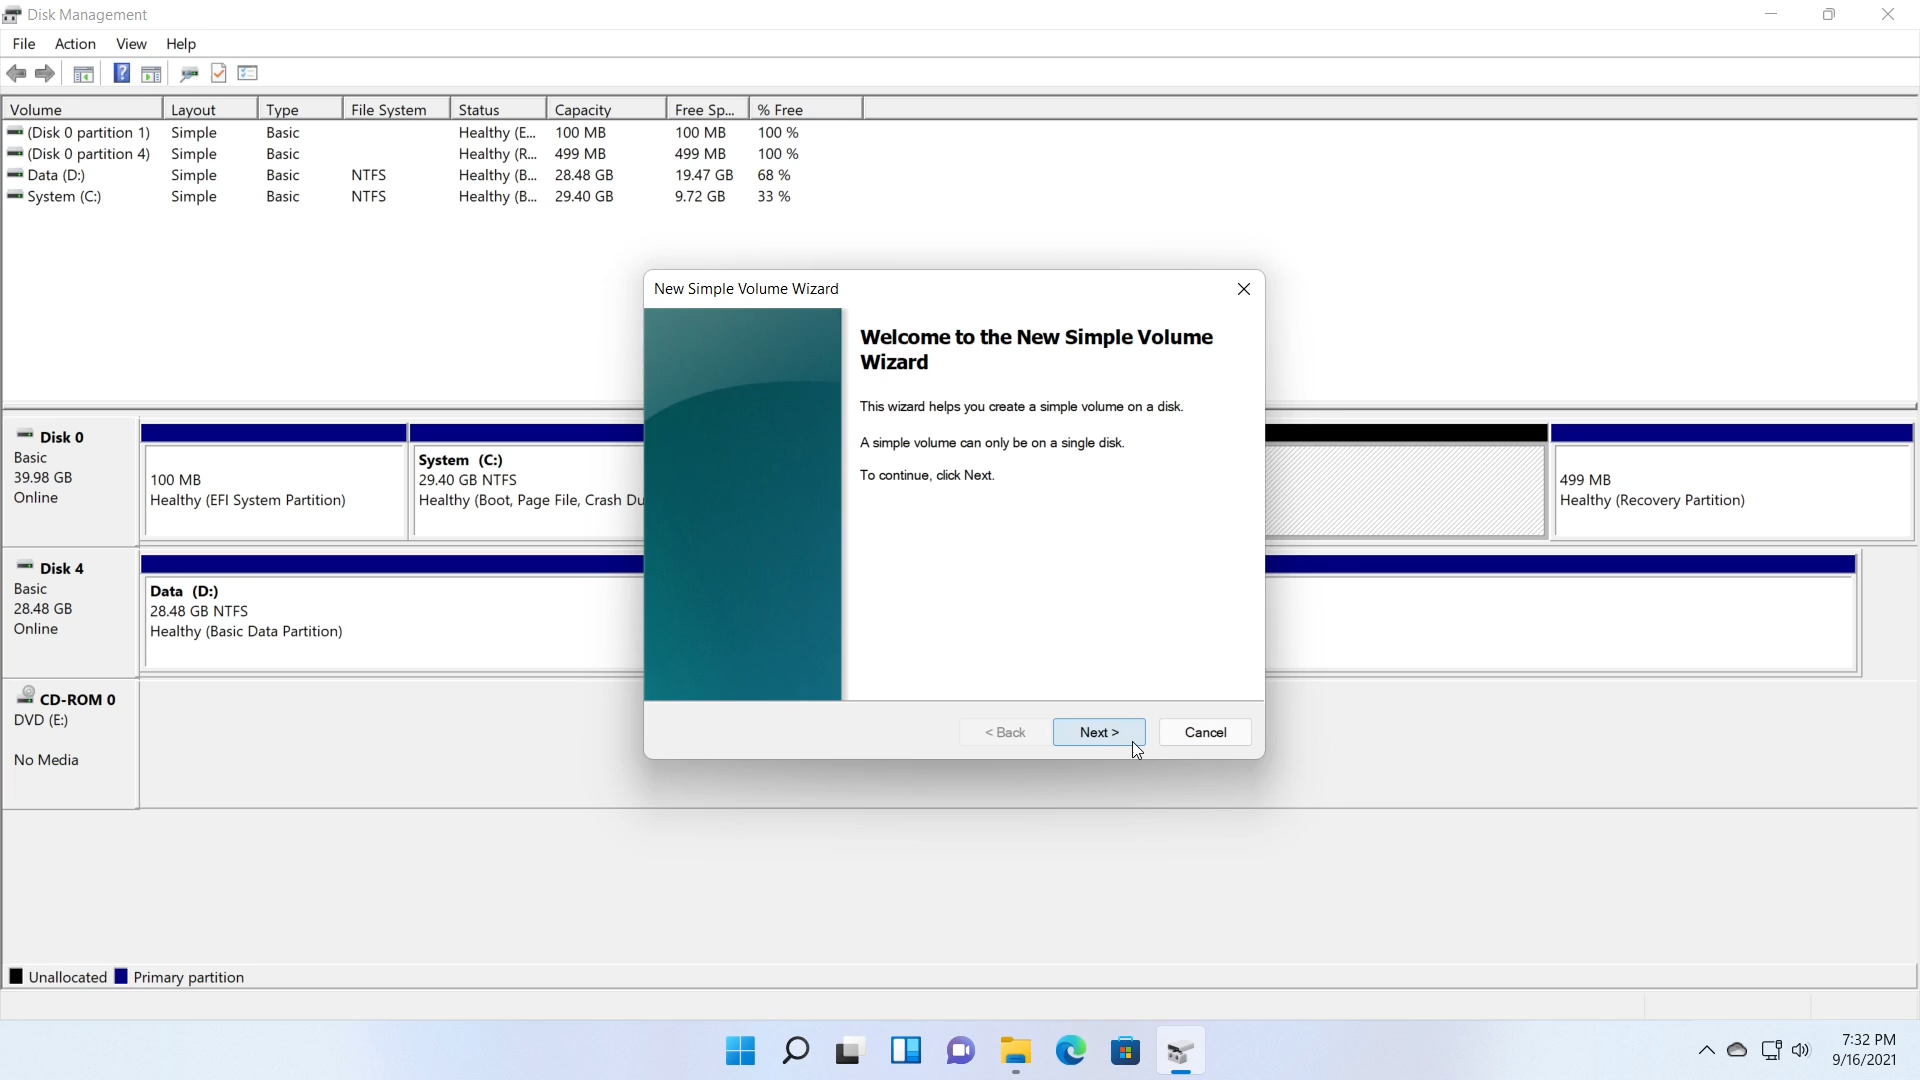 Disk Management
File Action View Help
Volume Layout Type File System Status Capacity Free Sp... % Free
(Disk 0 partition 1) Simple Basic Healthy (E... 100 MB 100 MB 100 %
(Disk 0 partition 4) Simple Basic Healthy (R... 499 MB 499 MB 100 %
Data (D:) Simple Basic NTFS Healthy (B... 28.48 GB 19.47 GB 68 %
System (C:) Simple Basic NTFS Healthy (B... 29.40 GB 9.72 GB 33 %
New Simple Volume Wizard
Welcome to the New Simple Volume
Wizard
This wizard helps you create a simple volume on a disk.
A simple volume can only be on a single disk.
To continue, click Next.
< Back Next > Cancel
Disk 0
Basic
39.98 GB
Online
100 MB
Healthy (EFI System Partition)
System (C:)
29.40 GB NTFS
Healthy (Boot, Page File, Crash Du
499 MB
Healthy (Recovery Partition)
Disk 4
Basic
28.48 GB
Online
Data (D:)
28.48 GB NTFS
Healthy (Basic Data Partition)
CD-ROM 0
DVD (E:)
No Media
Unallocated Primary partition
7:32 PM
9/16/2021